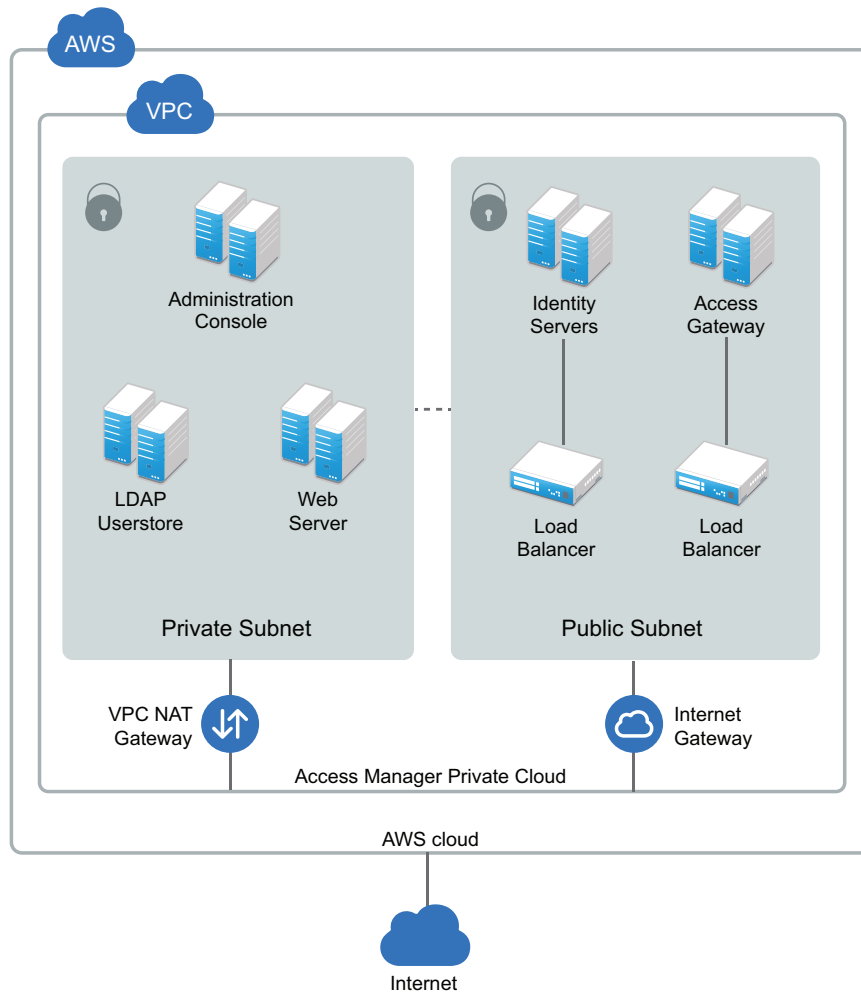 AWS
VPC
Administration
Console
Identity
Servers
Access
Gateway
LDAP
Userstore
Web
Server
Load
Balancer
Load
Balancer
Private Subnet
Public Subnet
VPC NAT
Gateway
Internet
Gateway
Access Manager Private Cloud
AWS cloud
Internet